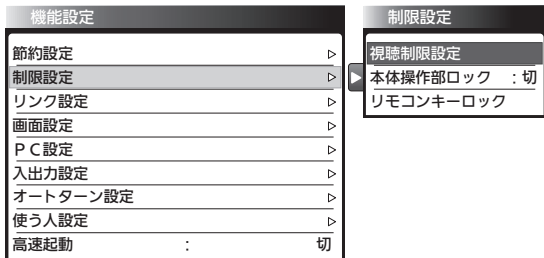 機能設定
節約設定
制限設定
リンク設定
画面設定
ＰＣ設定
入出力設定
オートターン設定
使う人設定
高速起動 : 切
制限設定
視聴制限設定
本体操作部ロック :切
リモコンキーロック